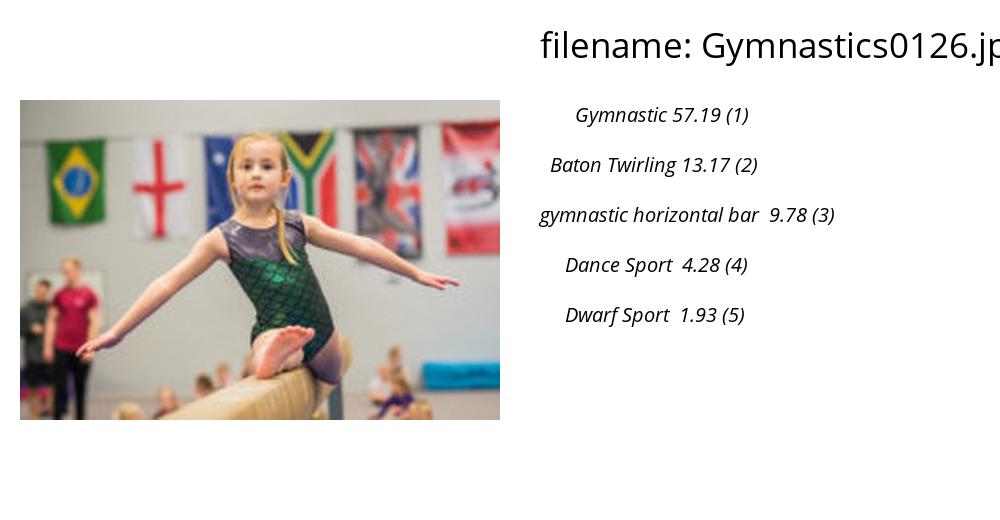 filename: Gymnastics0126.jp
Gymnastic 57.19 (1)
Baton Twirling 13.17 (2)
gymnastic horizontal bar 9.78 (3)
Dance Sport 4.28 (4)
Dwarf Sport 1.93 (5)